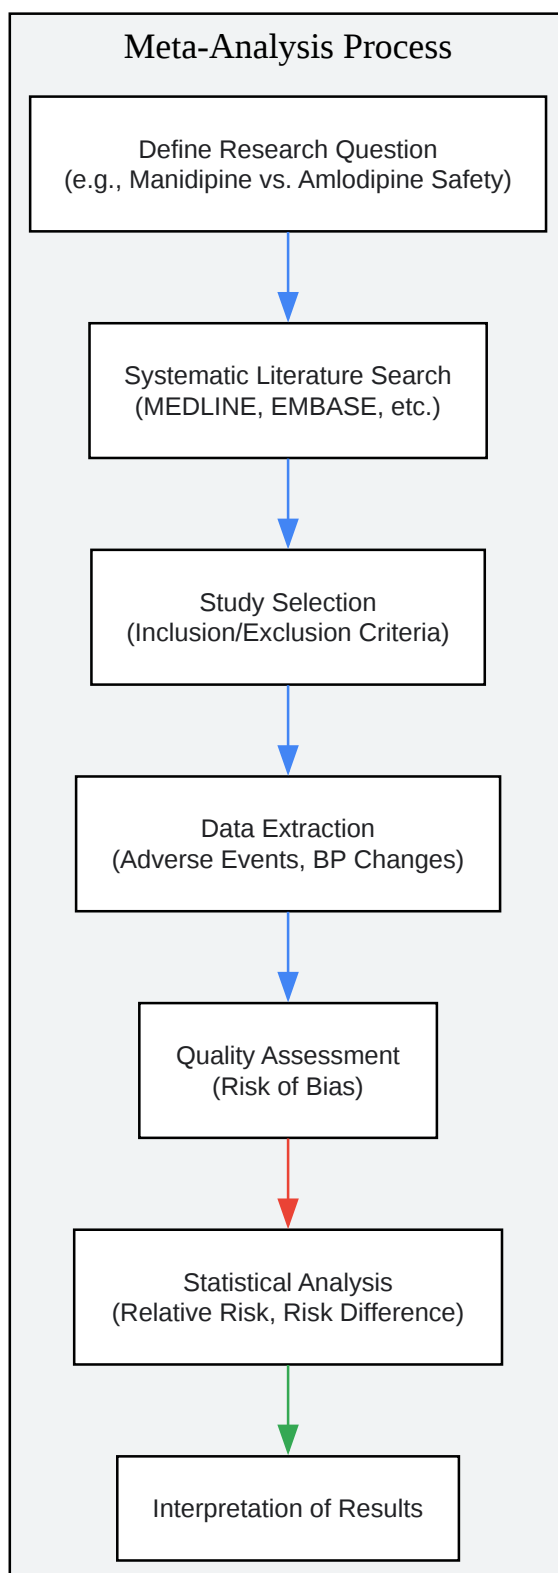 Meta-Analysis Process
Define Research Question
(e.g., Manidipine vs. Amlodipine Safety)
Systematic Literature Search
(MEDLINE, EMBASE, etc.)
Study Selection
(Inclusion/Exclusion Criteria)
Data Extraction
(Adverse Events, BP Changes)
Quality Assessment
(Risk of Bias)
Statistical Analysis
(Relative Risk, Risk Difference)
Interpretation of Results